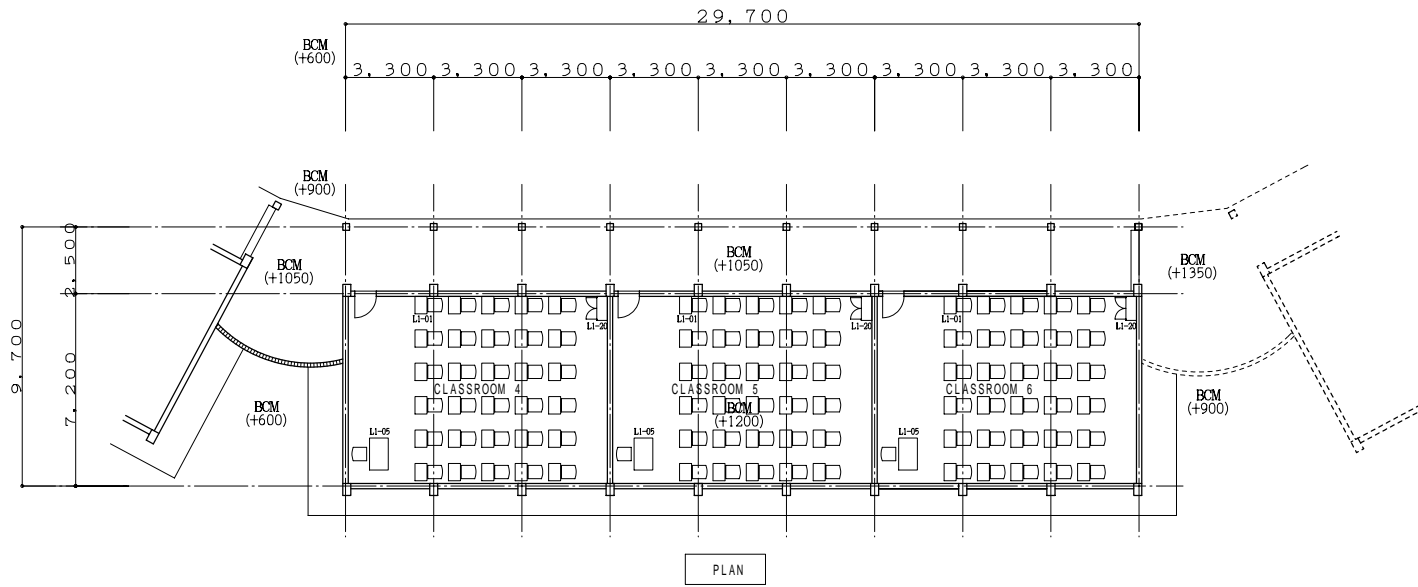 29,700
BCM
(+600)
3,300 3,300 3,300 3,300 3,300 3,300 3,300 3,300 3,300
BCM
(+900)
2,500
BCM
(+1050)
BCM
(+1050)
BCM
(+1350)
9,700
L1-01
L1-20
L1-01
L1-20
L1-01
L1-20
7,200
CLASSROOM 4
CLASSROOM 5
CLASSROOM 6
BCM
(+600)
BCM
(+1200)
BCM
(+900)
L1-05
L1-05
L1-05
PLAN